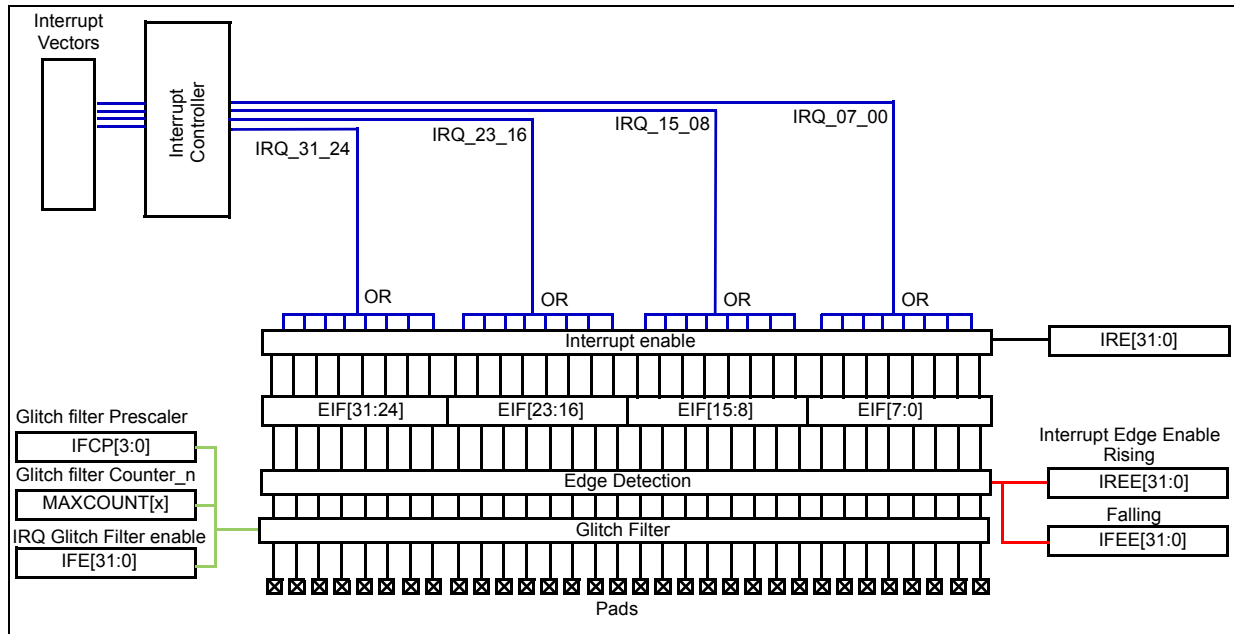 Interrupt
Vectors
Interrupt
Controller
IRQ_31_24
IRQ_23_16
IRQ_15_08
IRQ_07_00
OR
OR
OR
OR
Interrupt enable
IRE[31:0]
EIF[31:24]
EIF[23:16]
EIF[15:8]
EIF[7:0]
Glitch filter Prescaler
IFCP[3:0]
Glitch filter Counter_n
MAXCOUNT[x]
IRQ Glitch Filter enable
IFE[31:0]
Edge Detection
Glitch Filter
Interrupt Edge Enable
Rising
IREE[31:0]
Falling
IFEE[31:0]
Pads